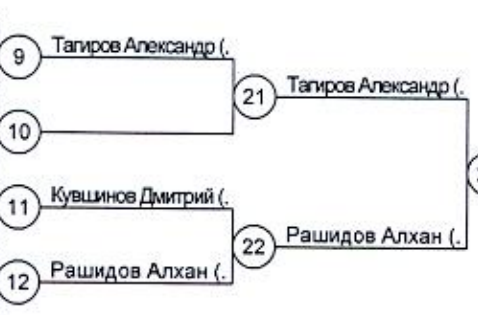 9 Тагиров Александр (.
10
21 Тагиров Александр (.
11 Кувшинов Дмитрий (.
12 Рашидов Алхан (.
22 Рашидов Алхан (.